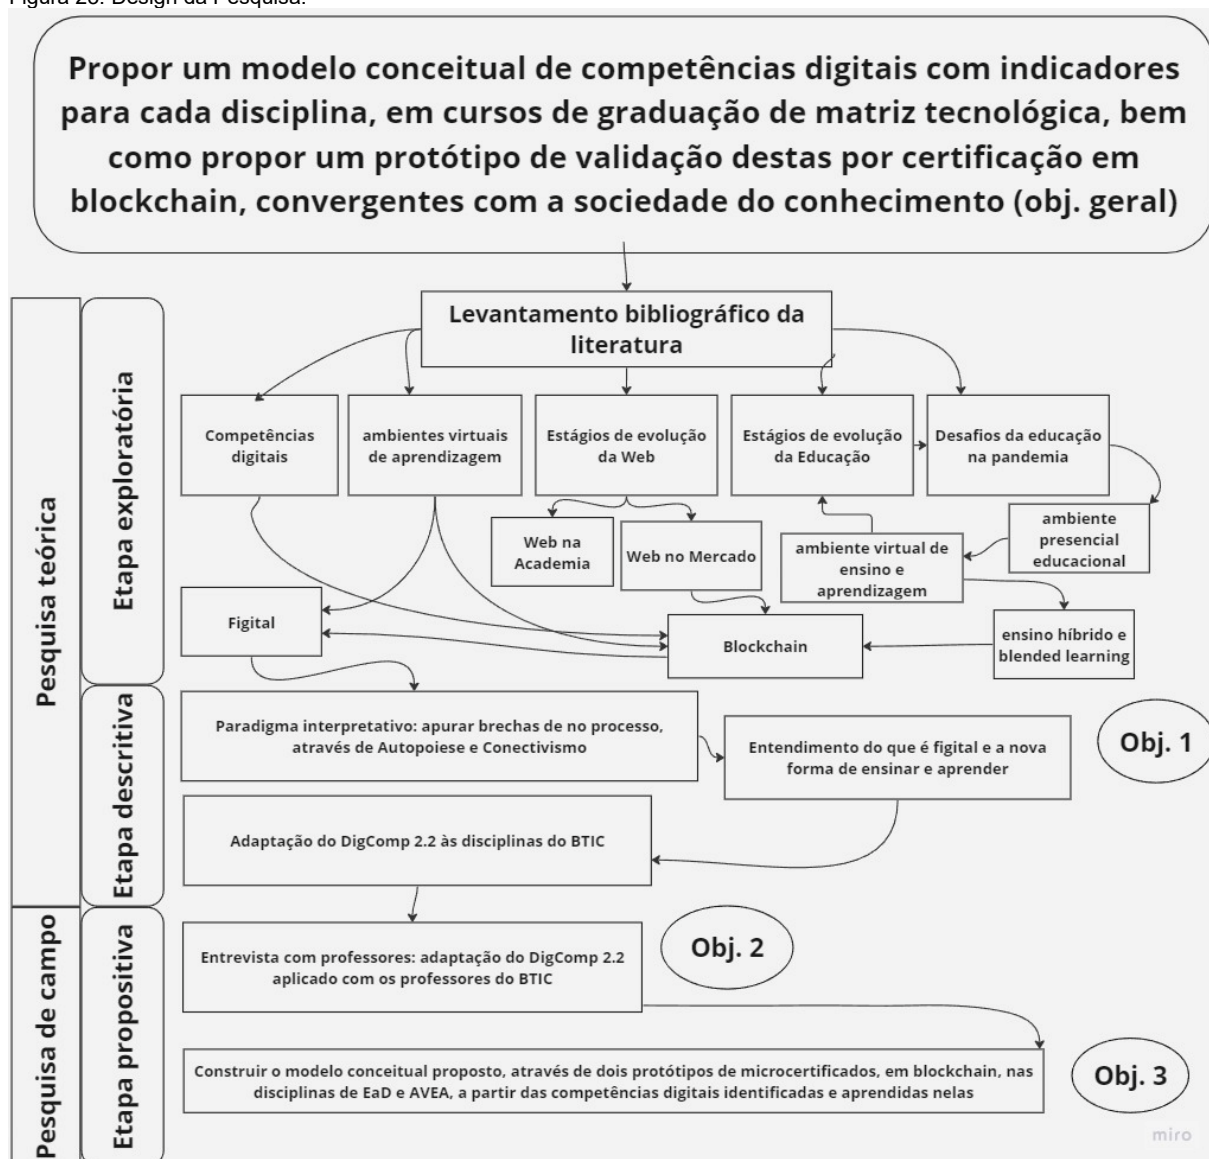 Figura 28: Design da Pesquisa.
Propor um modelo conceitual de competências digitais com indicadores
para cada disciplina, em cursos de graduação de matriz tecnológica, bem
como propor um protótipo de validação destas por certificação em
blockchain, convergentes com a sociedade do conhecimento (obj. geral)
Pesquisa teórica
Etapa exploratória
Levantamento bibliográfico da
literatura
Competências
digitais
ambientes virtuais
de aprendizagem
Estágios de evolução
da Web
Estágios de evolução
da Educação
Desafios da educação
na pandemia
Web na
Academia
Web no Mercado
ambiente virtual de
ensino e
aprendizagem
ambiente
presencial
educacional
Figital
Blockchain
ensino híbrido e
blended learning
Etapa descritiva
Paradigma interpretativo: apurar brechas de no processo,
através de Autopoiese e Conectivismo
Entendimento do que é figital e a nova
forma de ensinar e aprender
Obj. 1
Adaptação do DigComp 2.2 às disciplinas do BTIC
Pesquisa de campo
Etapa propositiva
Entrevista com professores: adaptação do DigComp 2.2
aplicado com os professores do BTIC
Obj. 2
Construir o modelo conceitual proposto, através de dois protótipos de microcertificados, em blockchain, nas
disciplinas de EaD e AVEA, a partir das competências digitais identificadas e aprendidas nelas
Obj. 3
miro